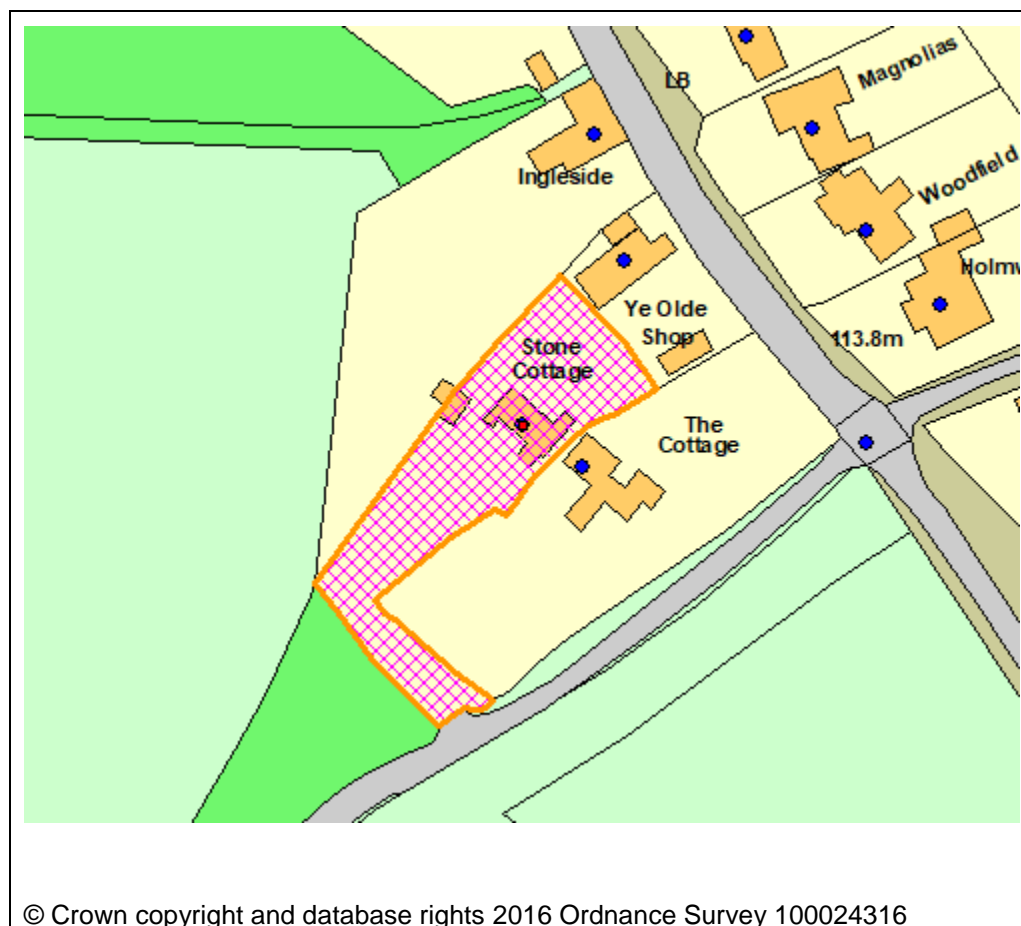 LB
Magnolias
Ingleside
Woodfield
Holmw
Ye Olde
Shop
113.8m
Stone
Cottage
The
Cottage
© Crown copyright and database rights 2016 Ordnance Survey 100024316